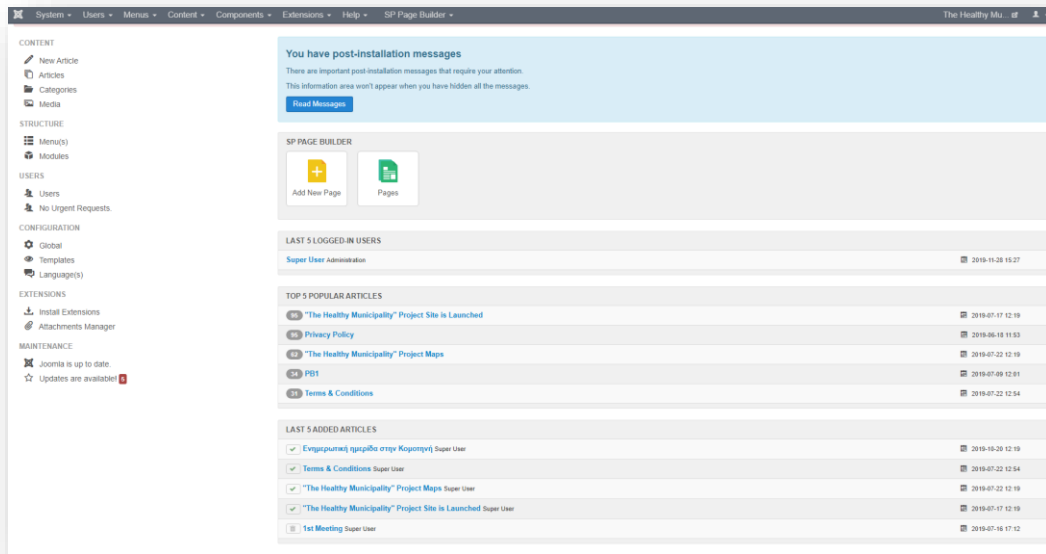 System Users Menus Content Components Extensions Help SP Page Builder The Healthy Mu...
CONTENT
New Article
Articles
Categories
Media
STRUCTURE
Menu(s)
Modules
USERS
Users
No Urgent Requests.
CONFIGURATION
Global
Templates
Language(s)
EXTENSIONS
Install Extensions
Attachments Manager
MAINTENANCE
Joomla is up to date.
Updates are available! 5
You have post-installation messages
There are important post-installation messages that require your attention.
This information area won't appear when you have hidden all the messages.
Read Messages
SP PAGE BUILDER
Add New Page Pages
LAST 5 LOGGED-IN USERS
Super User Administration 2019-11-28 15:27
TOP 5 POPULAR ARTICLES
"The Healthy Municipality" Project Site is Launched 2019-07-17 12:19
Privacy Policy 2019-06-18 11:53
62 "The Healthy Municipality" Project Maps 2019-07-22 12:19
34 PB1 2019-07-09 12:01
31 Terms & Conditions 2019-07-22 12:54
LAST 5 ADDED ARTICLES
Ενημερωτική ημερίδα στην Κομοτηνή Super User 2019-10-20 12:19
Terms & Conditions Super User 2019-07-22 12:54
"The Healthy Municipality" Project Maps Super User 2019-07-22 12:19
"The Healthy Municipality" Project Site is Launched Super User 2019-07-17 12:19
1st Meeting Super User 2019-07-16 17:12